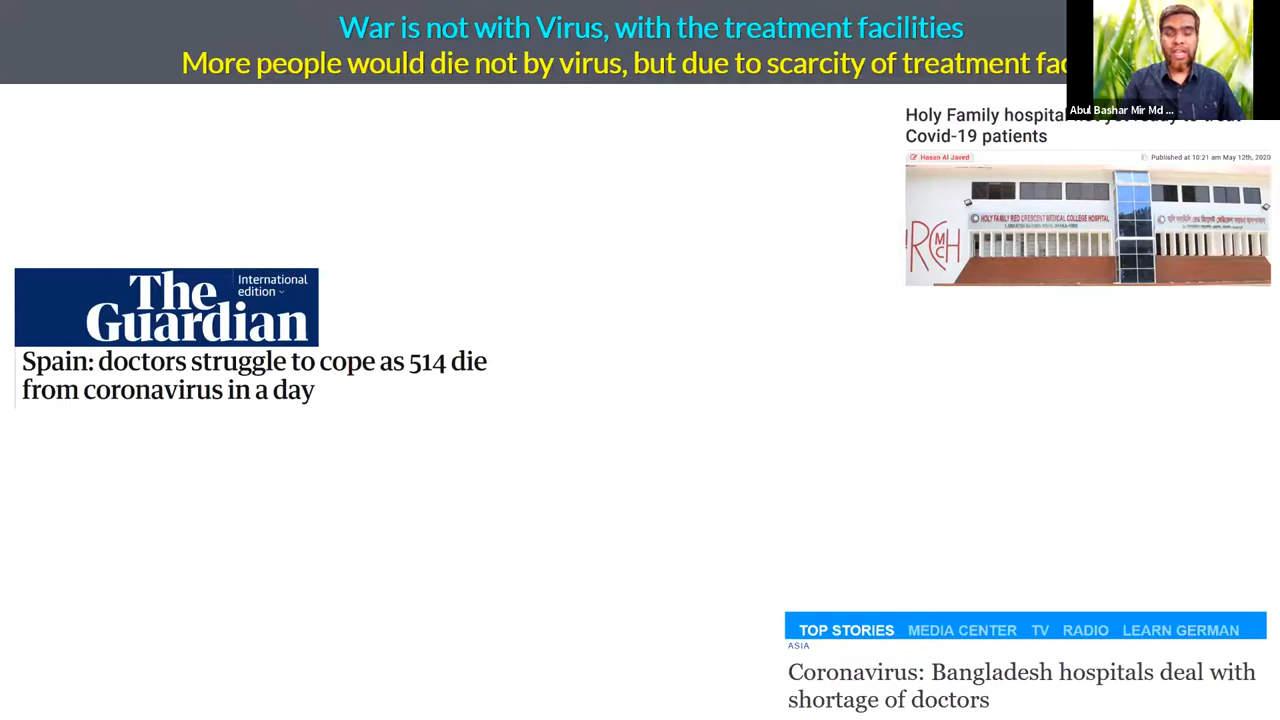 War is not with Virus, with the treatment facilities
More people would die not by virus, but due to scarcity of treatment
Abul Bashar Mir Md ...
Holy Family hospital
Covid-19 patients
Hasan Al Javed
Published at 10:21 am May 12th, 2020
HOLY FAMILY RED CRESCENT MEDICAL COLLEGE HOSPITAL
RCMCH
The Guardian
International
edition
Spain: doctors struggle to cope as 514 die
from coronavirus in a day
TOP STORIES MEDIA CENTER TV RADIO LEARN GERMAN
ASIA
Coronavirus: Bangladesh hospitals deal with
shortage of doctors